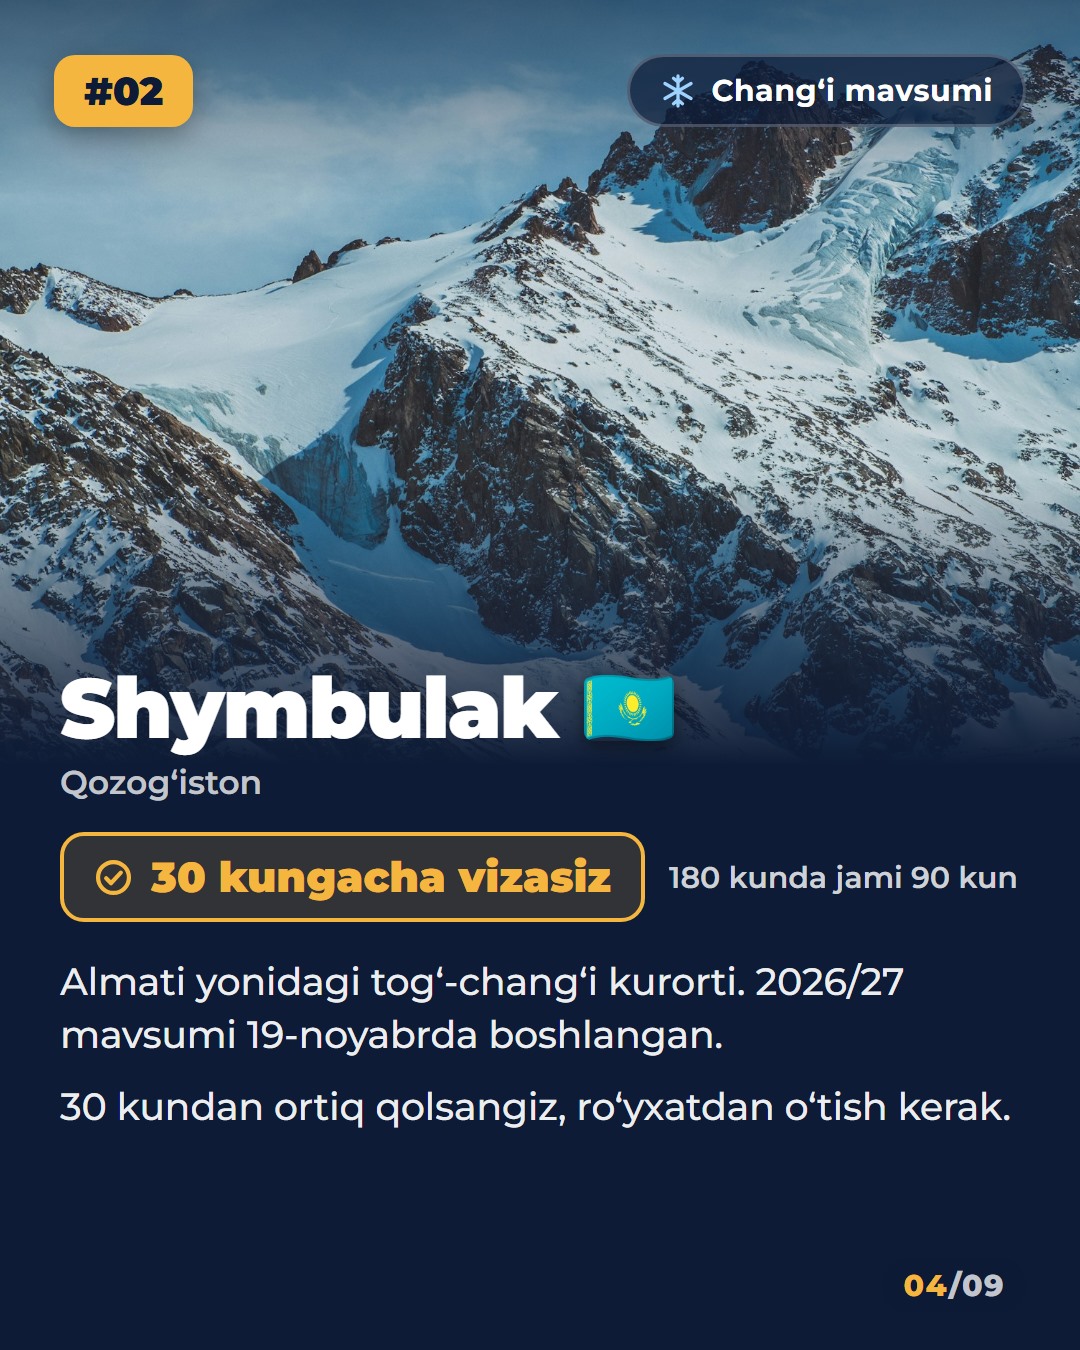 #02
Chang‘i mavsumi
Shymbulak 🇰🇿
Qozog‘iston
30 kungacha vizasiz
180 kunda jami 90 kun
Almati yonidagi tog‘-chang‘i kurorti. 2026/27
mavsumi 19-noyabrda boshlangan.
30 kundan ortiq qolsangiz, ro‘yxatdan o‘tish kerak.
04/09